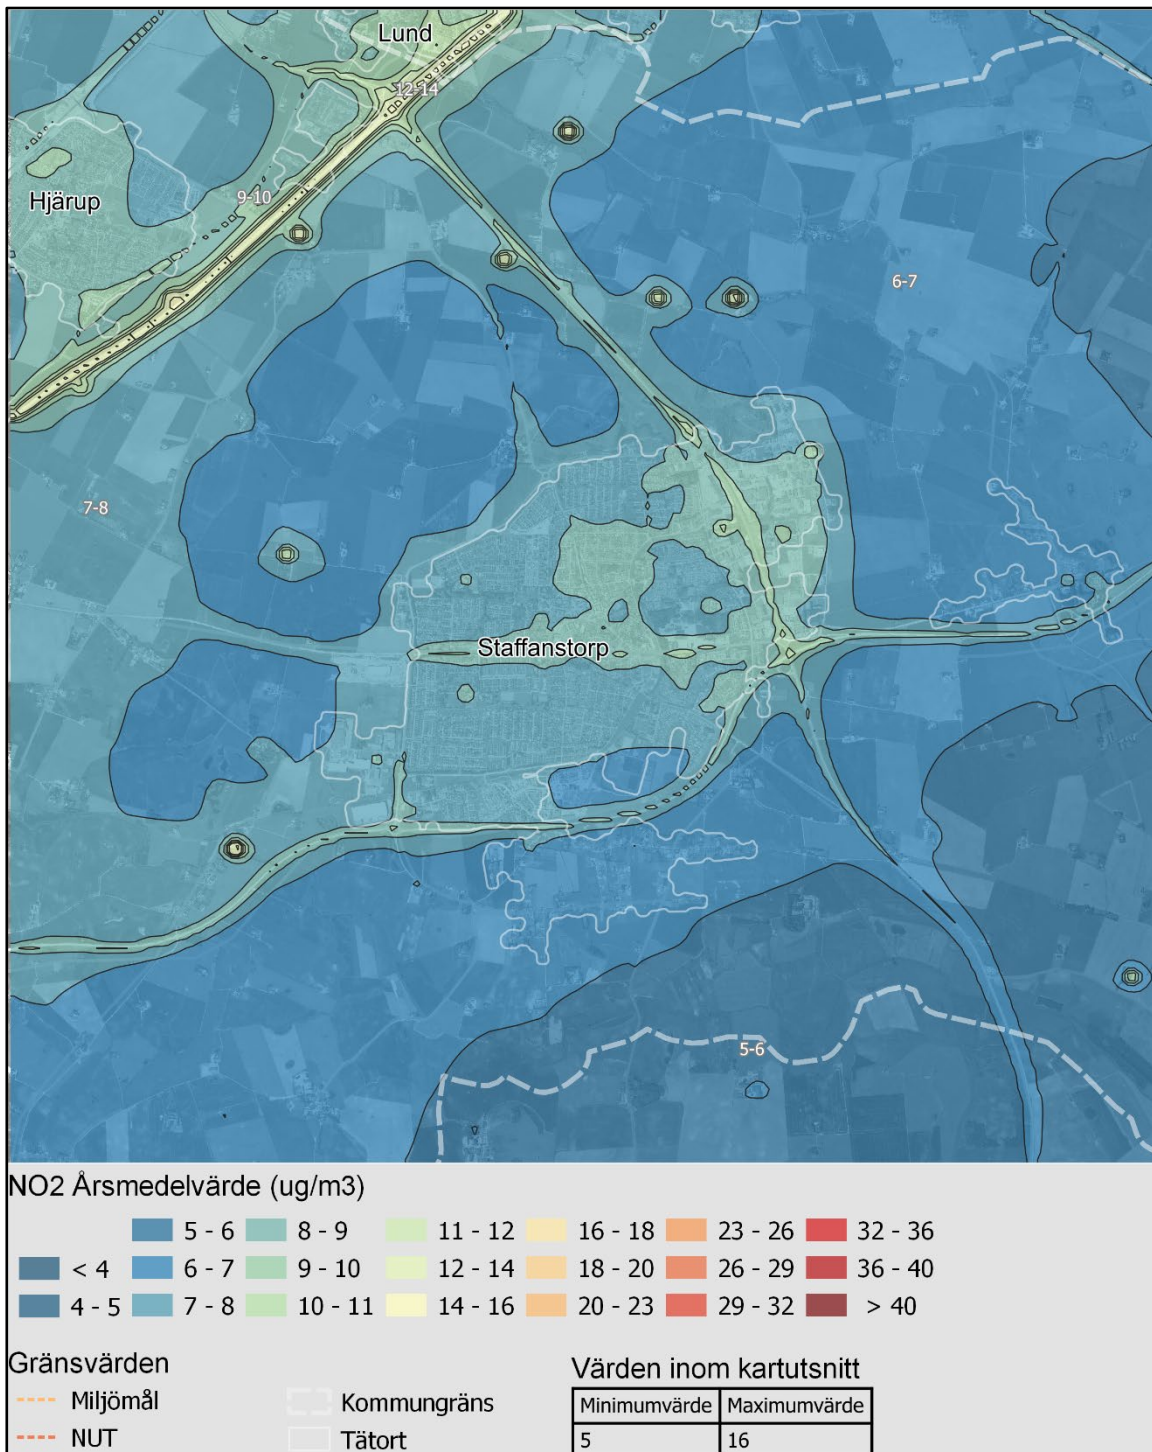 Lund
12-14
Hjärup
9-10
6-7
7-8
Staffanstorp
5-6
NO2 Årsmedelvärde (ug/m3)
5 - 6 8 - 9 11 - 12 16 - 18 23 - 26 32 - 36
< 4 6 - 7 9 - 10 12 - 14 18 - 20 26 - 29 36 - 40
4 - 5 7 - 8 10 - 11 14 - 16 20 - 23 29 - 32 > 40
Gränsvärden
Miljömål
NUT
Kommungräns
Tätort
Värden inom kartutsnitt
Minimumvärde Maximumvärde
5 16